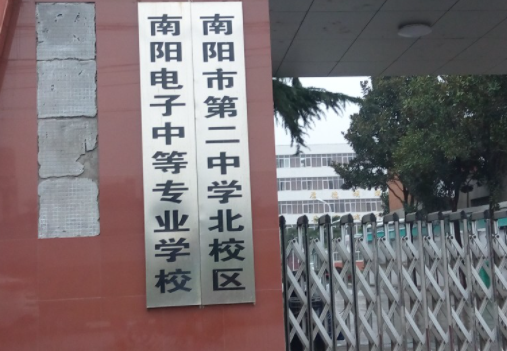 南阳电子中等专业学校
南阳市第二中学北校区